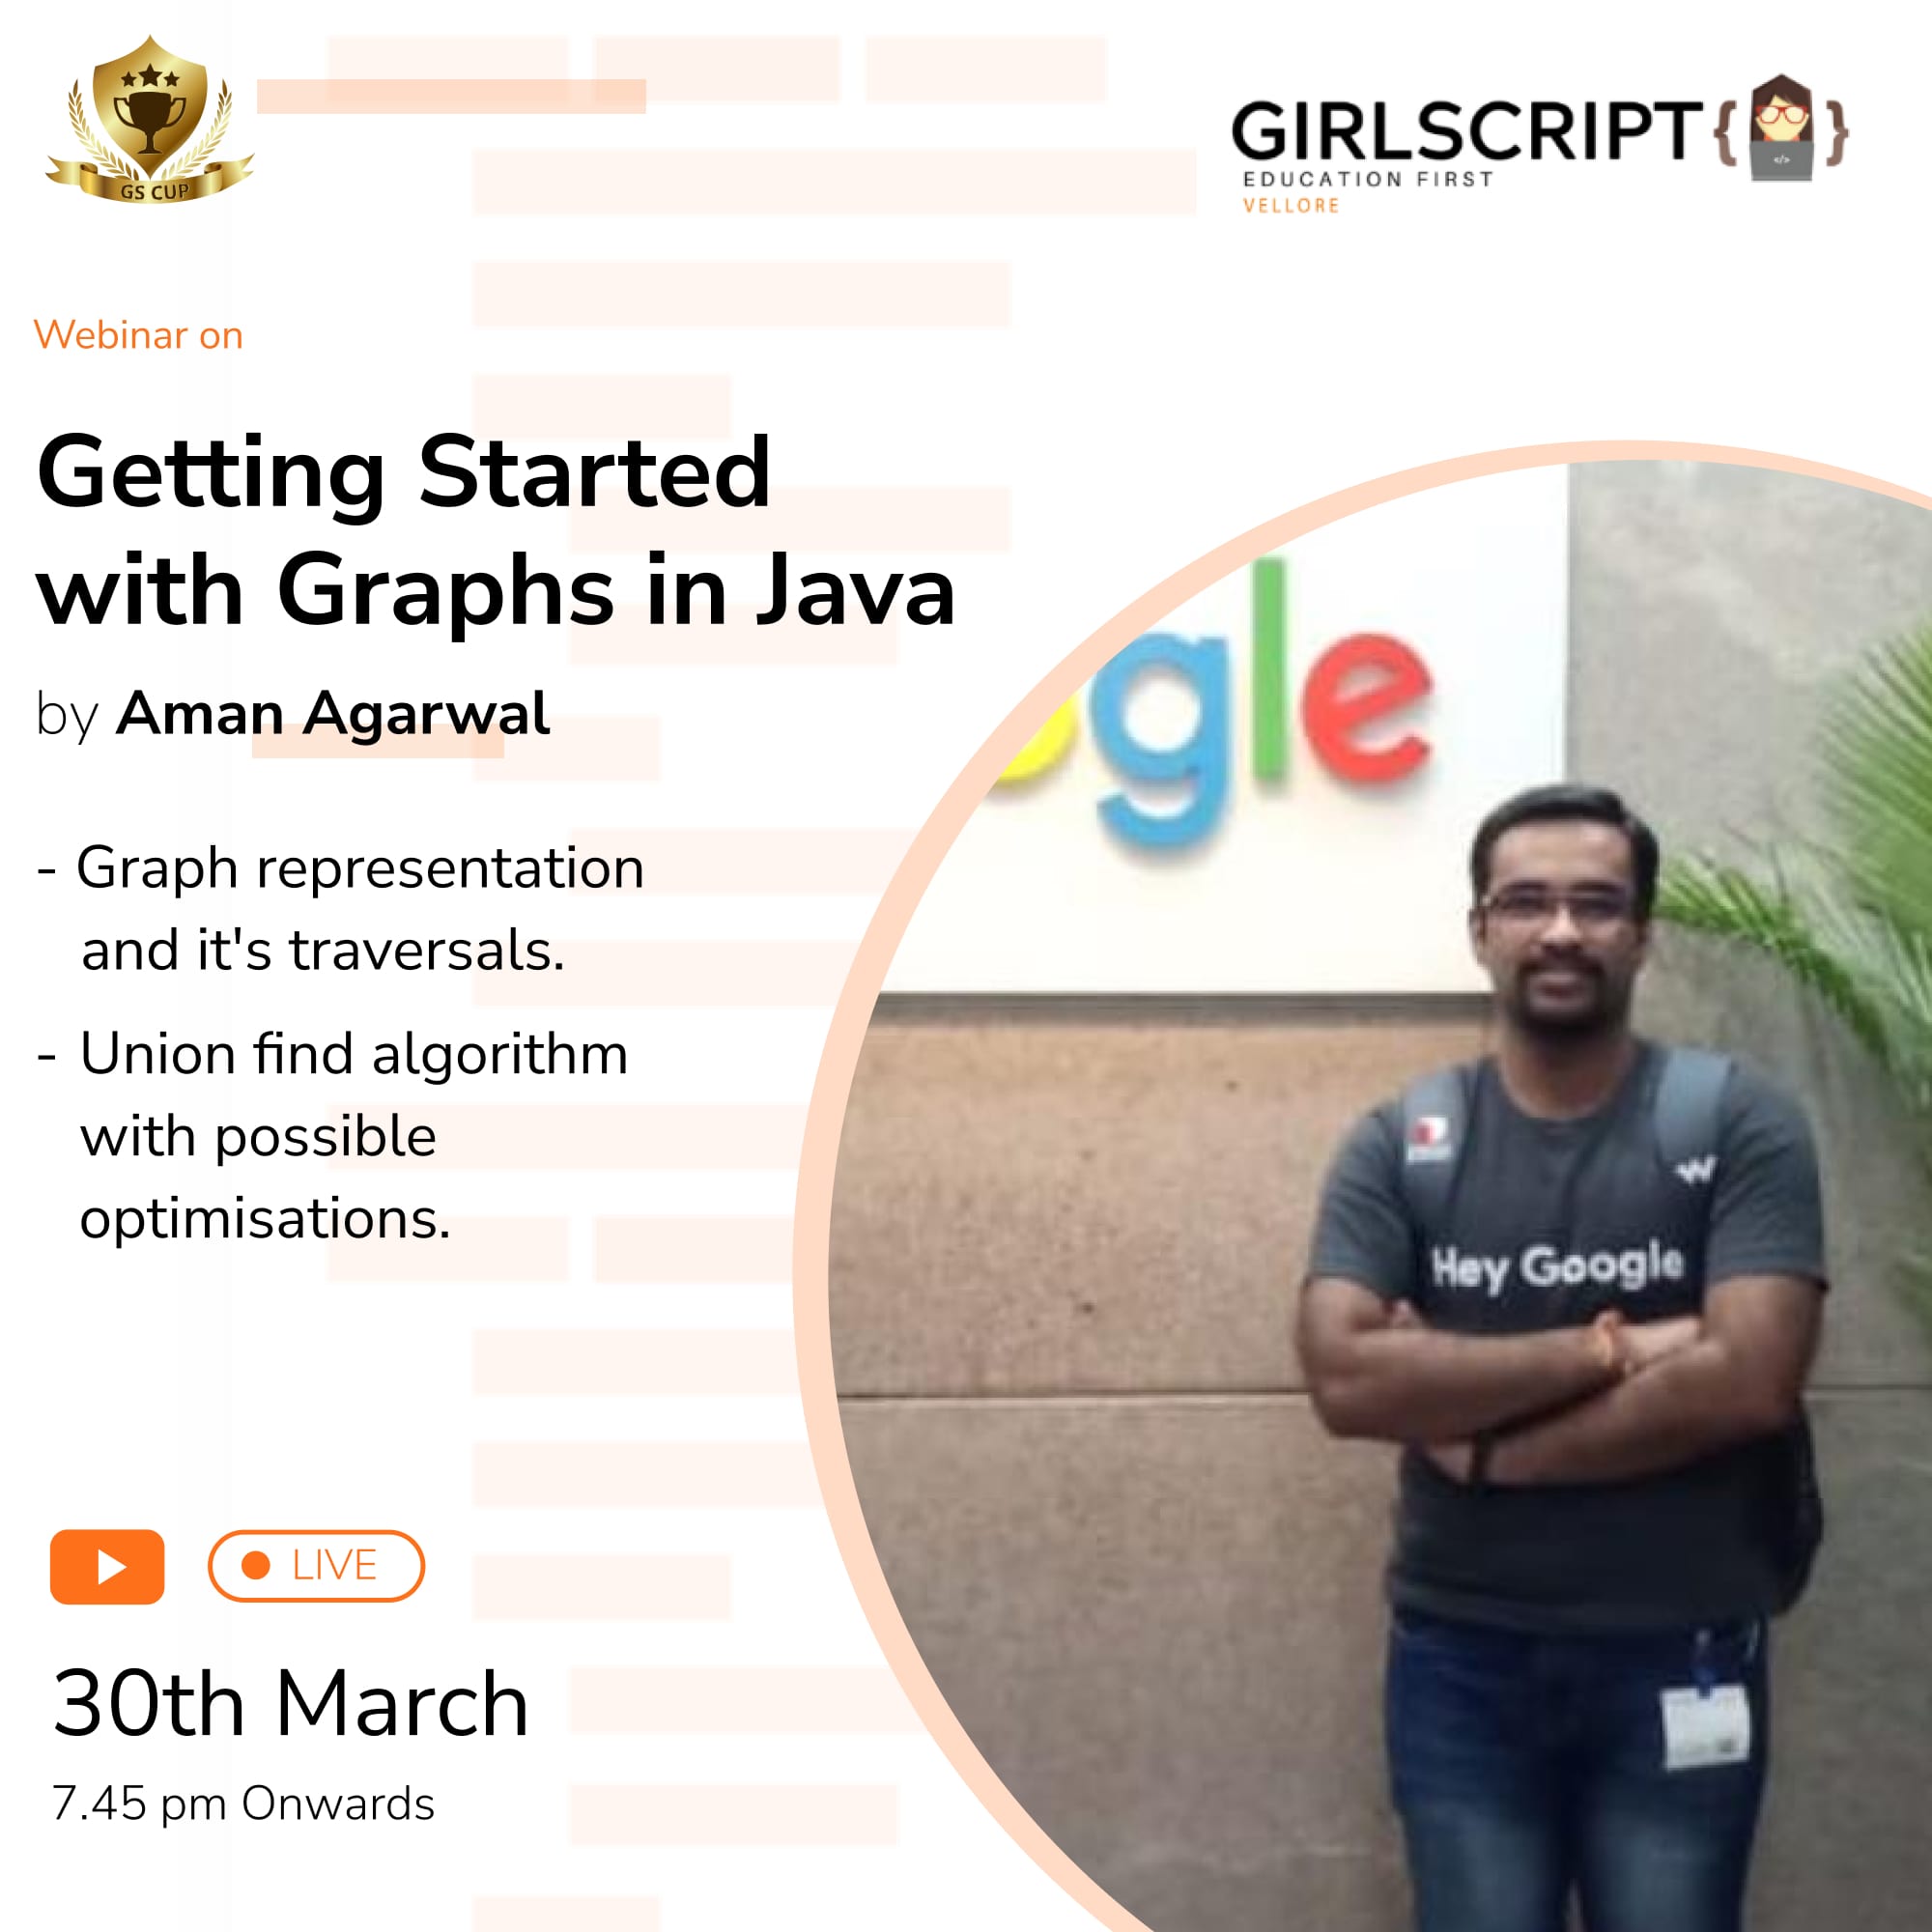 GS CUP
GIRLSCRIPT
EDUCATION FIRST
VELLORE
</>
Webinar on
Getting Started
with Graphs in Java
by Aman Agarwal
- Graph representation
and it's traversals.
- Union find algorithm
with possible
optimisations.
gle
W
Hey Google
LIVE
30th March
7.45 pm Onwards